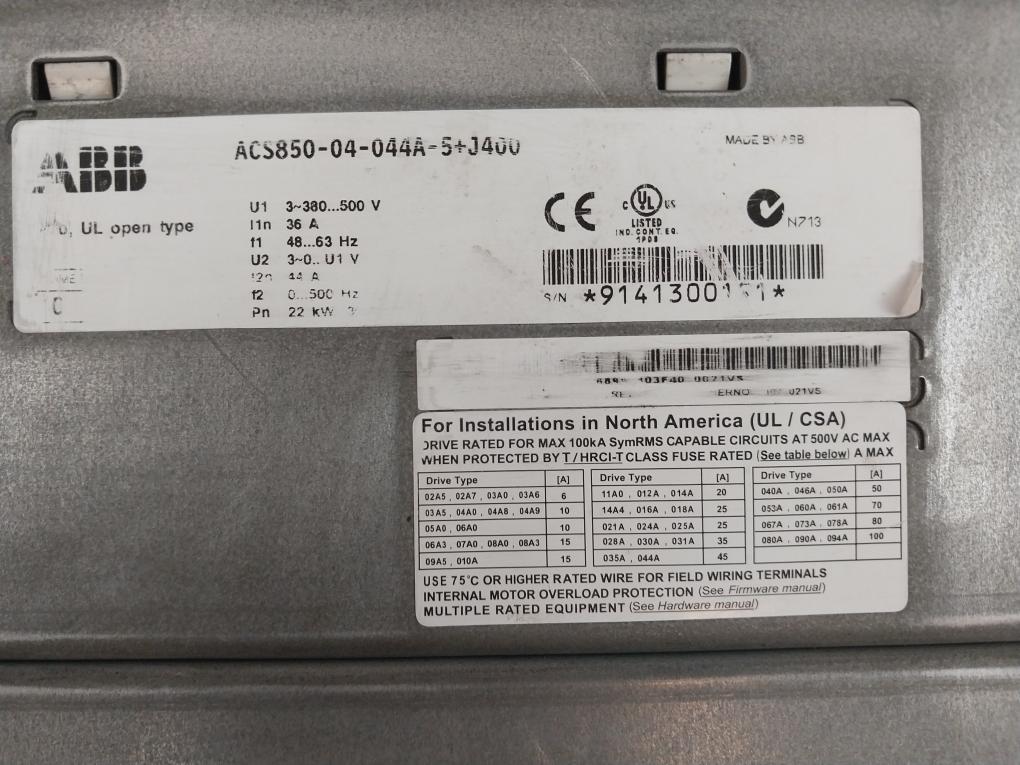 ABB
ACS850-04-044A-5+J400
MADE BY ABB
UL open type
U1 3~380...500 V
I1n 36 A
f1 48...63 Hz
U2 3~0.. U1 V
44 A
f2 0...500 Hz
Pn 22 kW
CE
C UL US
LISTED
IND. CONT. EQ.
1PDB
N713
S/N
For Installations in North America (UL / CSA)
DRIVE RATED FOR MAX 100kA SymRMS CAPABLE CIRCUITS AT 500V AC MAX
WHEN PROTECTED BY T / HRCI-T CLASS FUSE RATED (See table below) A MAX
Drive Type [A]
02A5 , 02A7 , 03A0 , 03A6 6
03A5 , 04A0 , 04A8 , 04A9 10
05A0 , 06A0 10
06A3 , 07A0 , 08A0 , 08A3 15
09A5 , 010A 15
Drive Type [A]
11A0 , 012A , 014A 20
14A4 , 016A , 018A 25
021A , 024A , 025A 25
028A , 030A , 031A 35
035A , 044A 45
Drive Type [A]
040A , 046A , 050A 50
053A , 060A , 061A 70
067A , 073A , 078A 80
080A , 090A , 094A 100
USE 75°C OR HIGHER RATED WIRE FOR FIELD WIRING TERMINALS
INTERNAL MOTOR OVERLOAD PROTECTION (See Firmware manual)
MULTIPLE RATED EQUIPMENT (See Hardware manual)